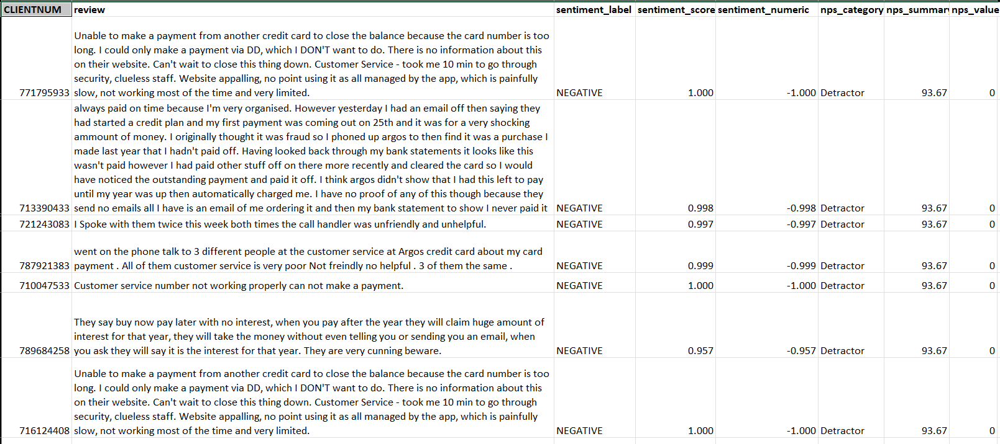 CLIENTNUM review sentiment_label sentiment_score sentiment_numeric nps_category nps_summar nps_value
Unable to make a payment from another credit card to close the balance because the card number is too
long. I could only make a payment via DD, which I DON'T want to do. There is no information about this
on their website. Can't wait to close this thing down. Customer Service - took me 10 min to go through
security, clueless staff. Website appalling, no point using it as all managed by the app, which is painfully
771795933 slow, not working most of the time and very limited. NEGATIVE 1.000 -1.000 Detractor 93.67 0
always paid on time because I'm very organised. However yesterday I had an email off then saying they
had started a credit plan and my first payment was coming out on 25th and it was for a very shocking
ammount of money. I originally thought it was fraud so I phoned up argos to then find it was a purchase I
made last year that I hadn't paid off. Having looked back through my bank statements it looks like this
wasn't paid however I had paid other stuff off on there more recently and cleared the card so I would
have noticed the outstanding payment and paid it off. I think argos didn't show that I had this left to pay
until my year was up then automatically charged me. I have no proof of any of this though because they
713390433 send no emails all I have is an email of me ordering it and then my bank statement to show I never paid it NEGATIVE 0.998 -0.998 Detractor 93.67 0
721243083 I Spoke with them twice this week both times the call handler was unfriendly and unhelpful. NEGATIVE 0.997 -0.997 Detractor 93.67 0
went on the phone talk to 3 different people at the customer service at Argos credit card about my card
787921383 payment . All of them customer service is very poor Not freindly no helpful . 3 of them the same . NEGATIVE 0.999 -0.999 Detractor 93.67 0
710047533 Customer service number not working properly can not make a payment. NEGATIVE 1.000 -1.000 Detractor 93.67 0
They say buy now pay later with no interest, when you pay after the year they will claim huge amount of
interest for that year, they will take the money without even telling you or sending you an email, when
789684258 you ask they will say it is the interest for that year. They are very cunning beware. NEGATIVE 0.957 -0.957 Detractor 93.67 0
Unable to make a payment from another credit card to close the balance because the card number is too
long. I could only make a payment via DD, which I DON'T want to do. There is no information about this
on their website. Can't wait to close this thing down. Customer Service - took me 10 min to go through
security, clueless staff. Website appalling, no point using it as all managed by the app, which is painfully
716124408 slow, not working most of the time and very limited. NEGATIVE 1.000 -1.000 Detractor 93.67 0